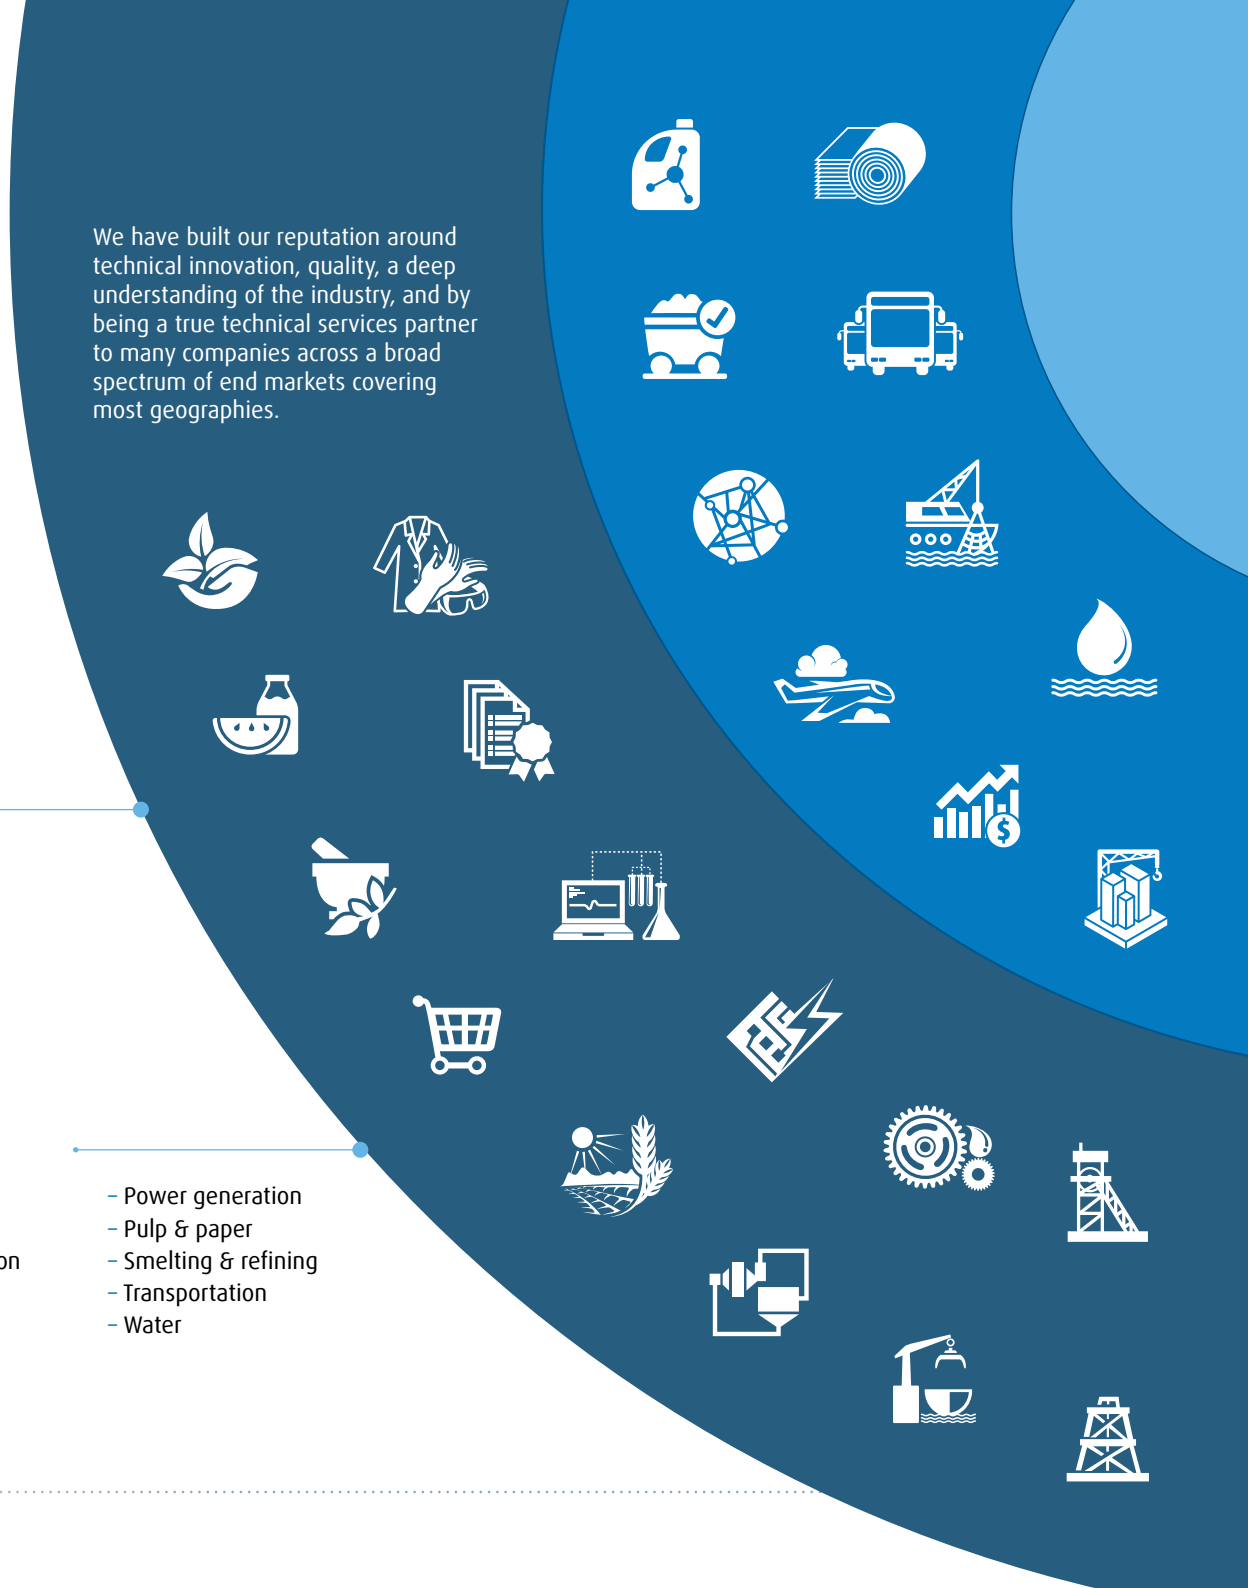 We have built our reputation around
technical innovation, quality, a deep
understanding of the industry, and by
being a true technical services partner
to many companies across a broad
spectrum of end markets covering
most geographies.
$
– Power generation
– Pulp & paper
on
– Smelting & refining
– Transportation
– Water